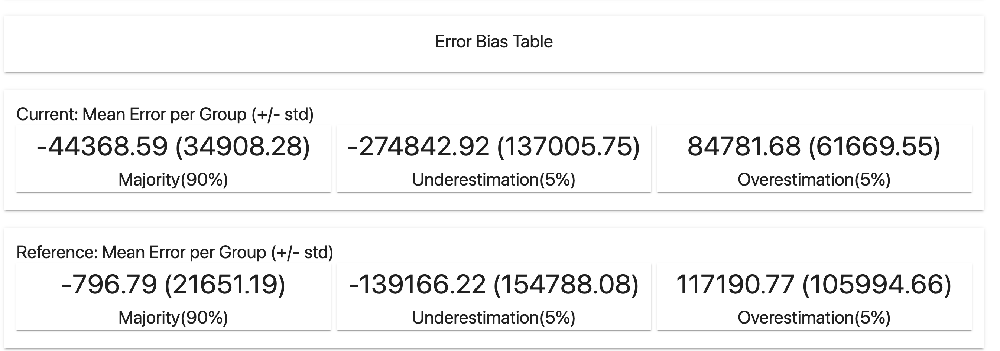 Error Bias Table
Current: Mean Error per Group (+/- std)
-44368.59 (34908.28) -274842.92 (137005.75) 84781.68 (61669.55)
Majority(90%) Underestimation(5%) Overestimation(5%)
Reference: Mean Error per Group (+/- std)
-796.79 (21651.19) -139166.22 (154788.08) 117190.77 (105994.66)
Majority(90%) Underestimation(5%) Overestimation(5%)